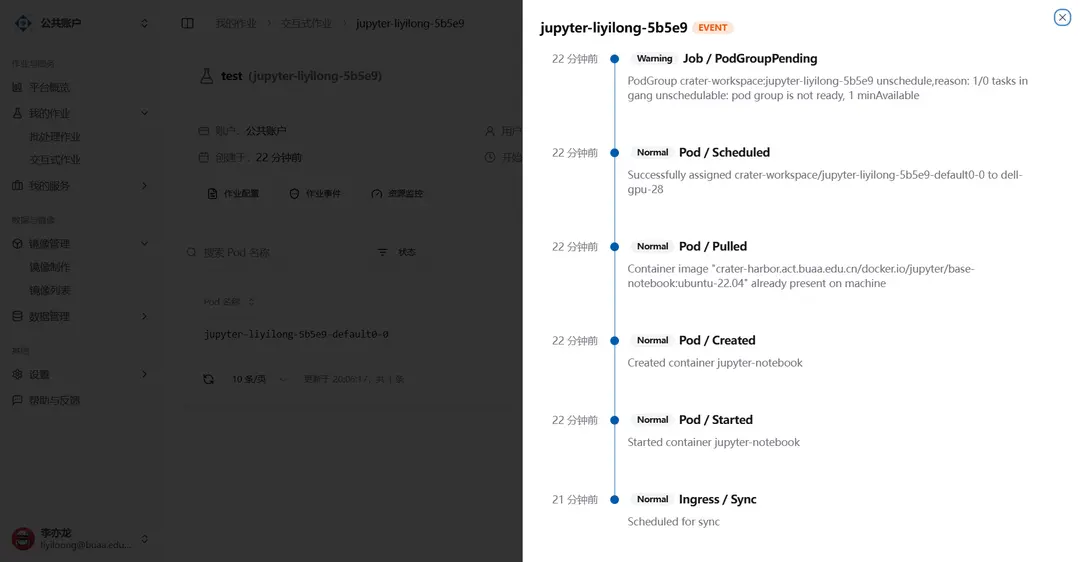 公共账户
我的作业 > 交互式作业 > jupyter-liyilong-5b5e9
作业与服务
平台概览
我的作业
批处理作业
交互式作业
我的服务
数据与镜像
镜像管理
镜像制作
镜像列表
数据管理
其他
设置
帮助与反馈
李亦龙
liyiloong@buaa.edu...
test (jupyter-liyilong-5b5e9)
账户: 公共账户
用户
创建于: 22 分钟前
开始
作业配置
作业事件
资源监控
搜索 Pod 名称
状态
Pod 名称
jupyter-liyilong-5b5e9-default0-0
10 条/页
jupyter-liyilong-5b5e9 EVENT
22 分钟前 Warning Job / PodGroupPending
PodGroup crater-workspace:jupyter-liyilong-5b5e9 unschedule,reason: 1/0 tasks in
gang unschedulable: pod group is not ready, 1 minAvailable
22 分钟前 Normal Pod / Scheduled
Successfully assigned crater-workspace/jupyter-liyilong-5b5e9-default0-0 to dell-
gpu-28
22 分钟前 Normal Pod / Pulled
Container image "crater-harbor.act.buaa.edu.cn/docker.io/jupyter/base-
notebook:ubuntu-22.04" already present on machine
22 分钟前 Normal Pod / Created
Created container jupyter-notebook
22 分钟前 Normal Pod / Started
Started container jupyter-notebook
21 分钟前 Normal Ingress / Sync
Scheduled for sync